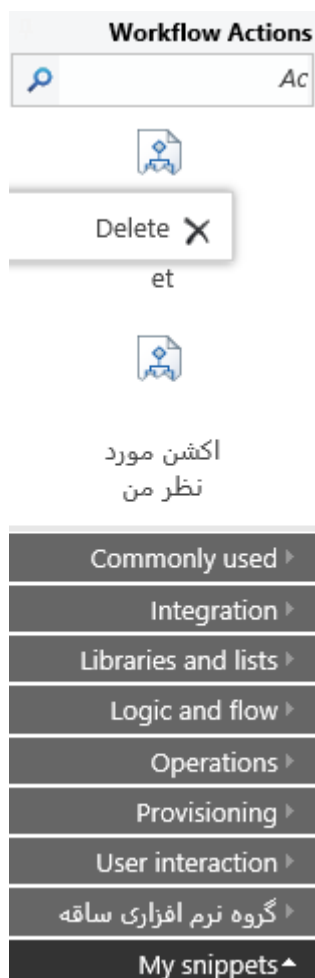 Workflow Actions
Ac
Delete
et
اکشن مورد
نظر من
Commonly used
Integration
Libraries and lists
Logic and flow
Operations
Provisioning
User interaction
گروه نرم افزاری ساقه
My snippets